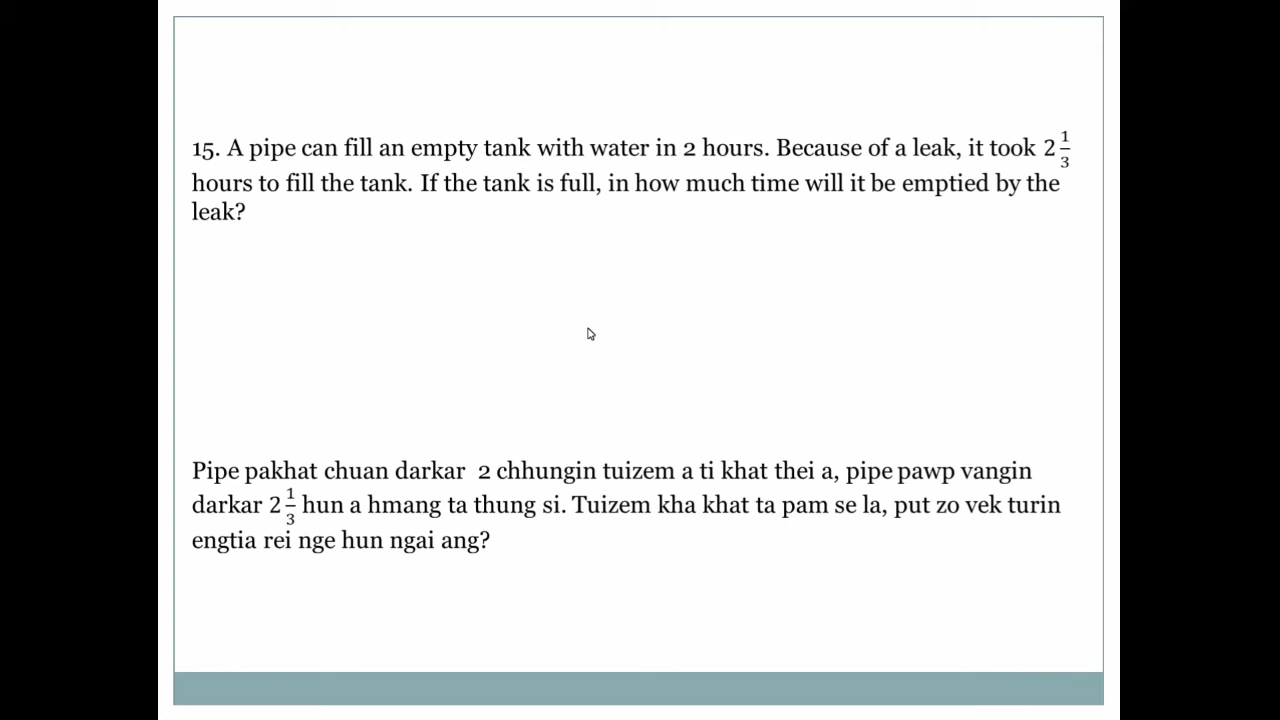 15. A pipe can fill an empty tank with water in 2 hours. Because of a leak, it took 2 1/3
hours to fill the tank. If the tank is full, in how much time will it be emptied by the
leak?
Pipe pakhat chuan darkar 2 chhungin tuizem a ti khat thei a, pipe pawp vangin
darkar 2 1/3 hun a hmang ta thung si. Tuizem kha khat ta pam se la, put zo vek turin
engtia rei nge hun ngai ang?